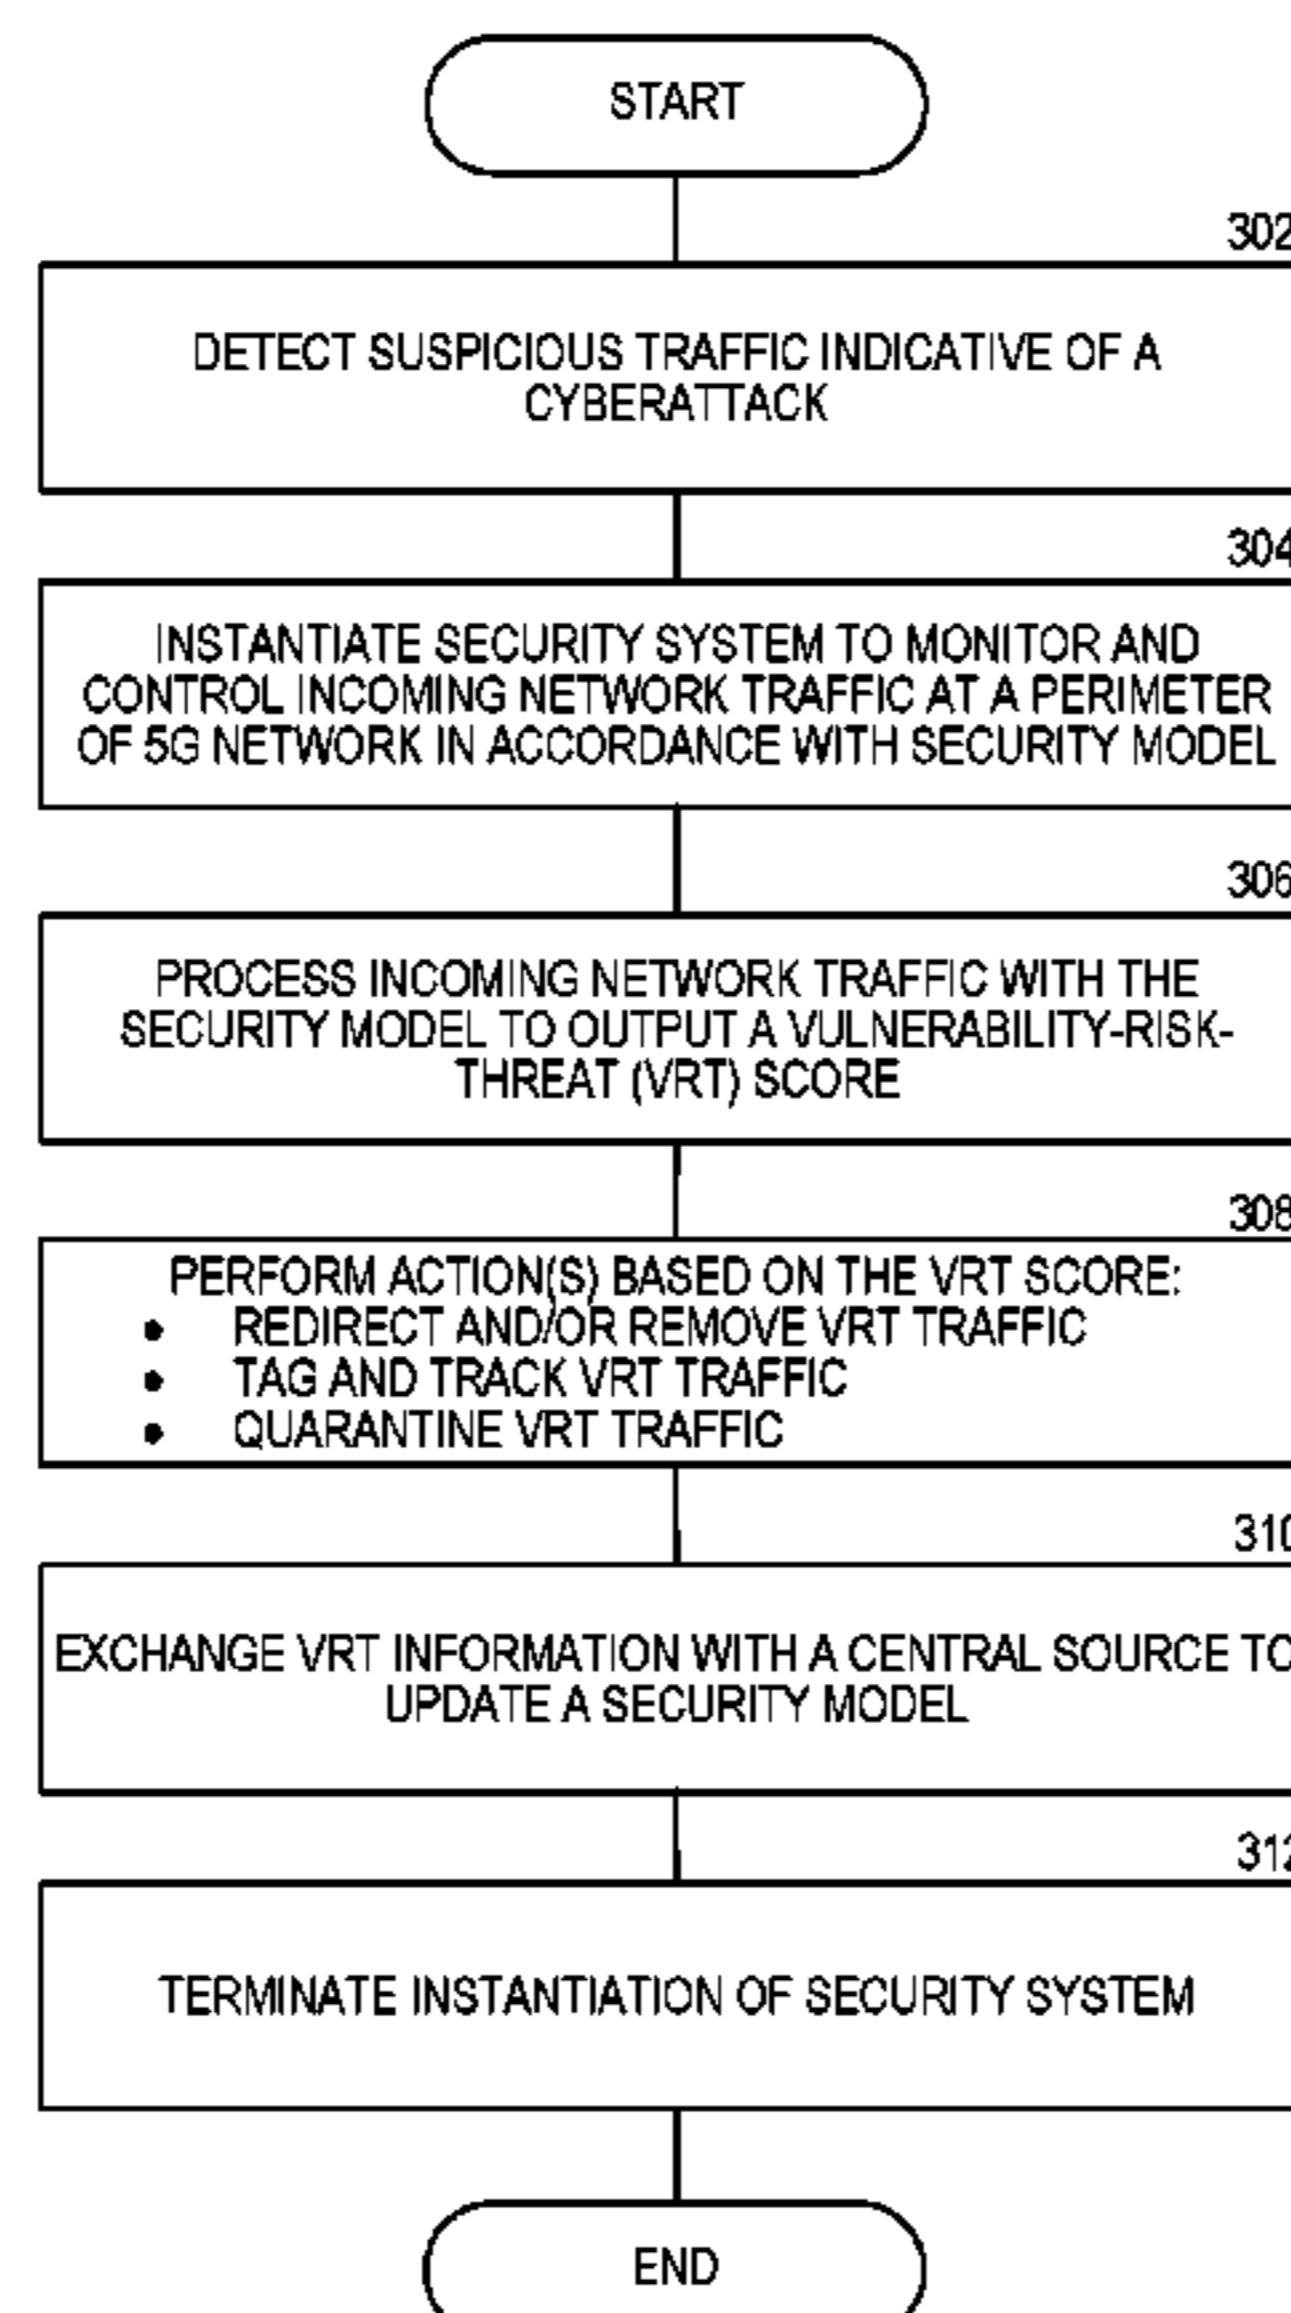 START
302
DETECT SUSPICIOUS TRAFFIC INDICATIVE OF A
CYBERATTACK
304
INSTANTIATE SECURITY SYSTEM TO MONITOR AND
CONTROL INCOMING NETWORK TRAFFIC AT A PERIMETER
OF 5G NETWORK IN ACCORDANCE WITH SECURITY MODEL
306
PROCESS INCOMING NETWORK TRAFFIC WITH THE
SECURITY MODEL TO OUTPUT A VULNERABILITY-RISK-
THREAT (VRT) SCORE
308
PERFORM ACTION(S) BASED ON THE VRT SCORE:
• REDIRECT AND/OR REMOVE VRT TRAFFIC
• TAG AND TRACK VRT TRAFFIC
• QUARANTINE VRT TRAFFIC
310
EXCHANGE VRT INFORMATION WITH A CENTRAL SOURCE TO
UPDATE A SECURITY MODEL
312
TERMINATE INSTANTIATION OF SECURITY SYSTEM
END